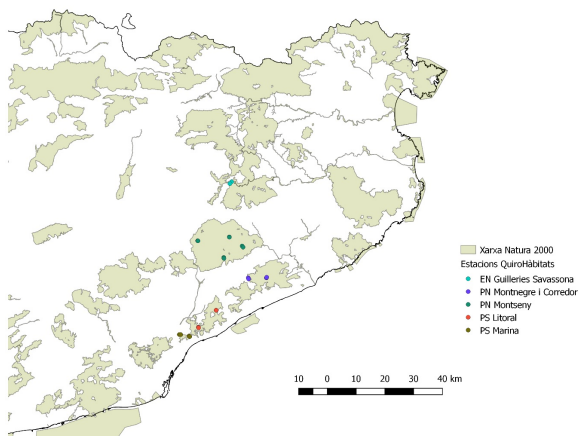 Xarxa Natura 2000
Estacions QuiroHàbitats
EN Guilleries Savassona
PN Montnegre i Corredor
PN Montseny
PS Litoral
PS Marina
10 0 10 20 30 40 km